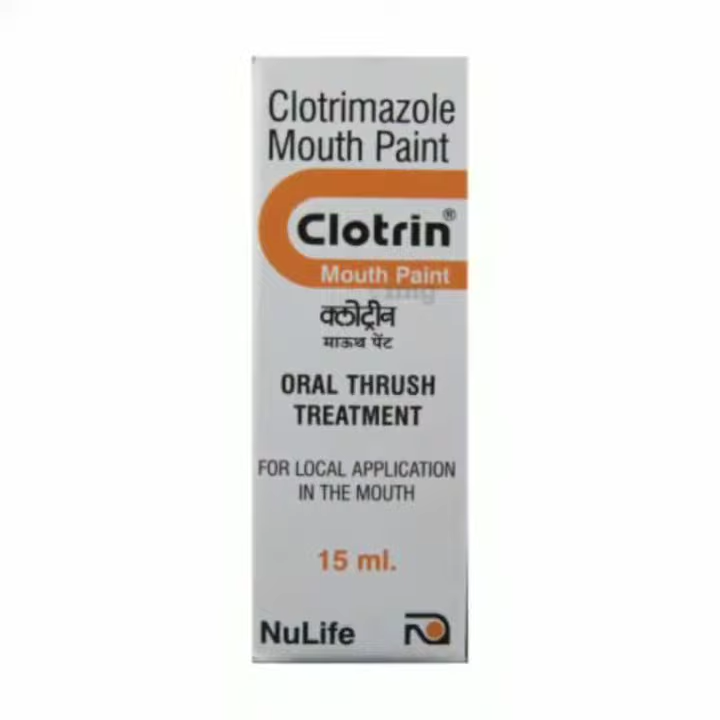 Clotrimazole
Mouth Paint
Clotrin®
Mouth Paint
क्लोट्रीन
माऊथ पेंट
ORAL THRUSH
TREATMENT
FOR LOCAL APPLICATION
IN THE MOUTH
15 ml.
NuLife